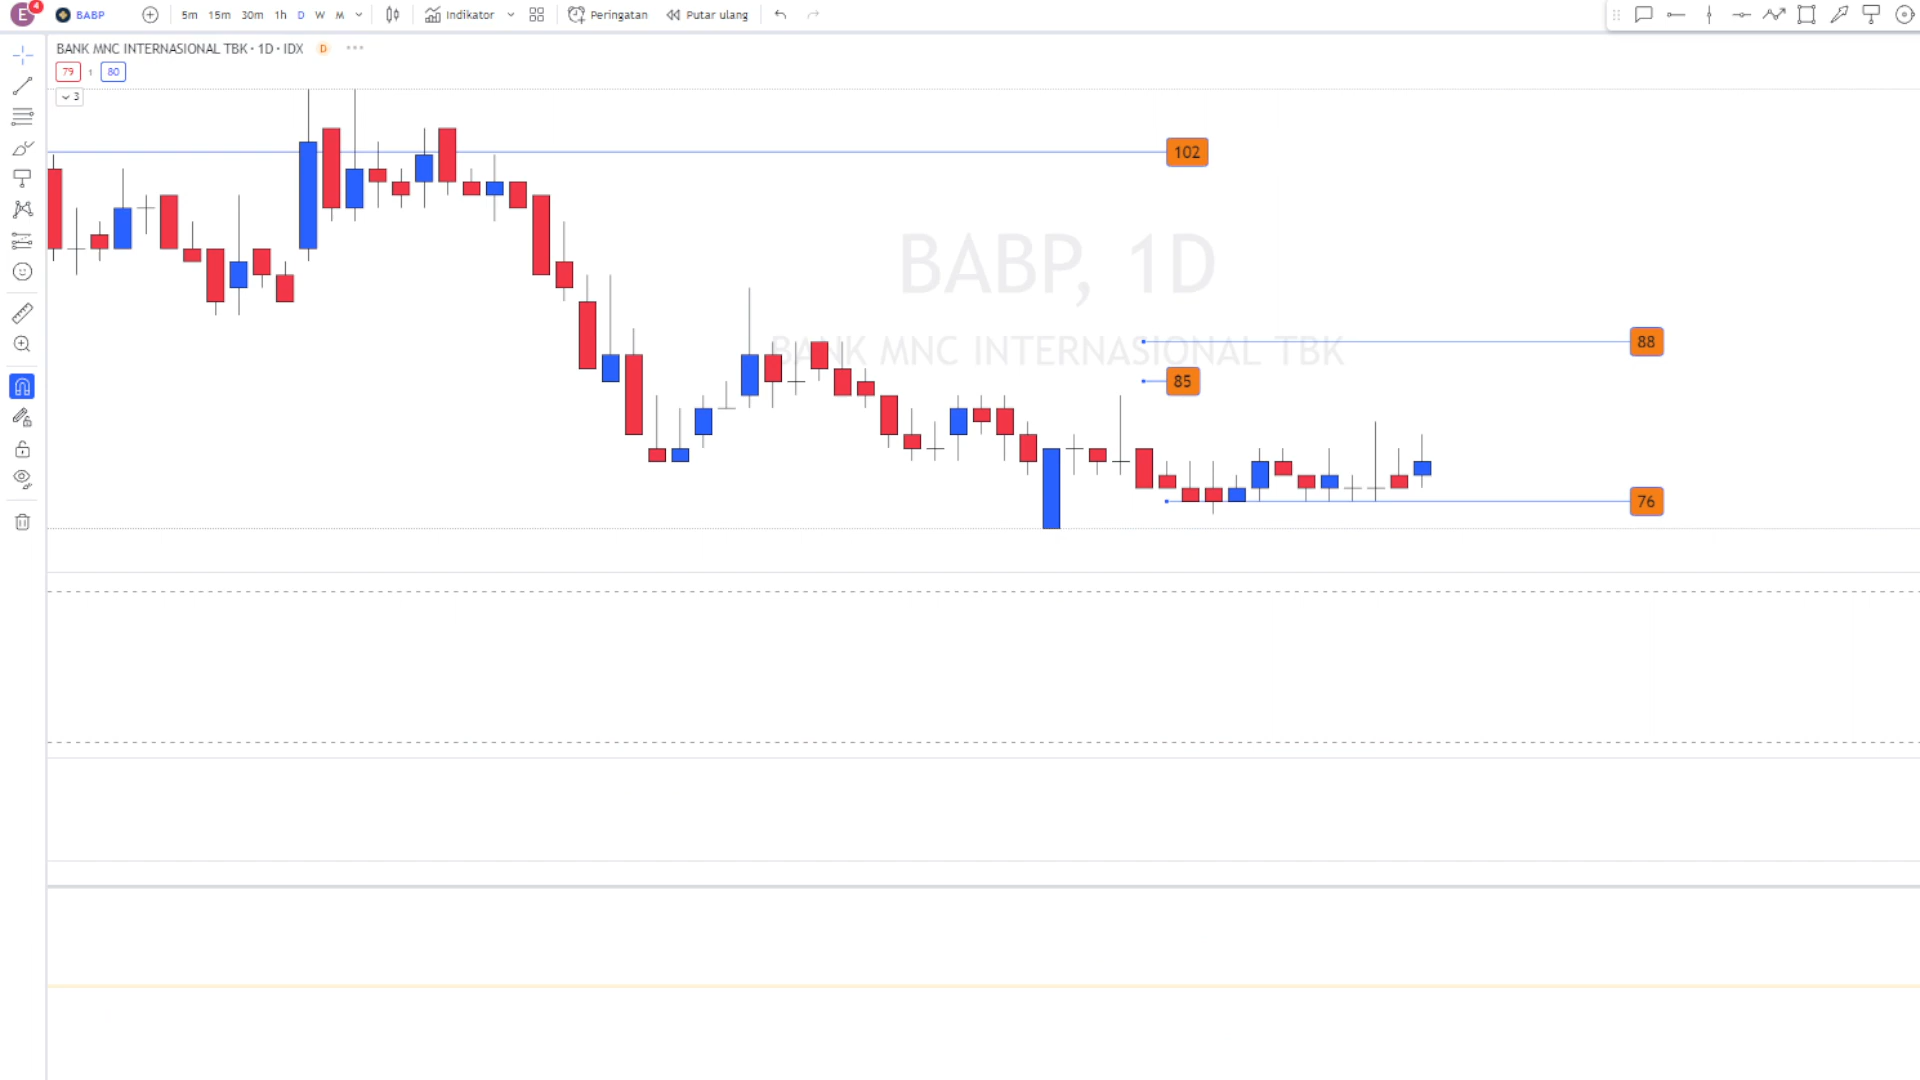 E 4 BABP 5m 15m 30m 1h D W M Indikator Peringatan Putar ulang
BANK MNC INTERNASIONAL TBK · 1D · IDX D
79 1 80
3
102
BABP, 1D
BANK MNC INTERNASIONAL TBK
88
85
76